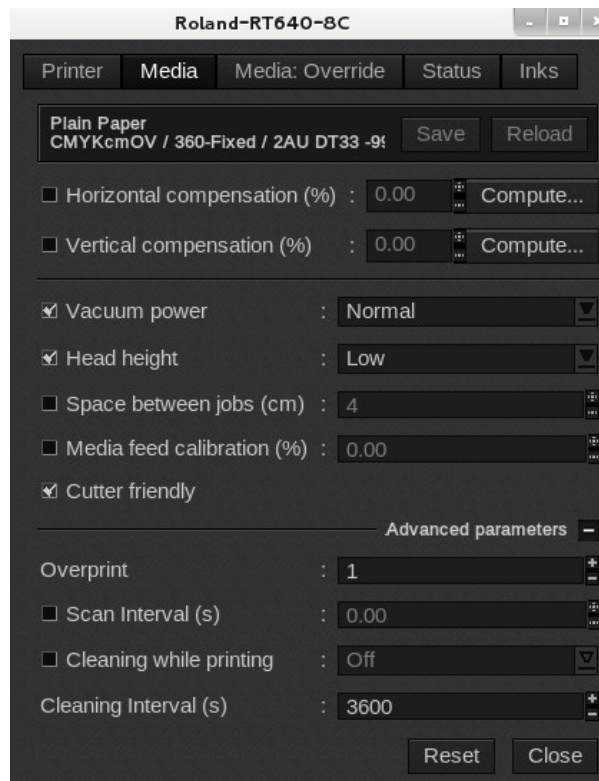 Roland-RT640-8C
Printer Media Media: Override Status Inks
Plain Paper
CMYKcmOV / 360-Fixed / 2AU DT33 -99 Save Reload
Horizontal compensation (%) : 0.00 Compute...
Vertical compensation (%) : 0.00 Compute...
Vacuum power : Normal
Head height : Low
Space between jobs (cm) : 4
Media feed calibration (%) : 0.00
Cutter friendly
Advanced parameters
Overprint : 1
Scan Interval (s) : 0.00
Cleaning while printing : Off
Cleaning Interval (s) : 3600
Reset Close